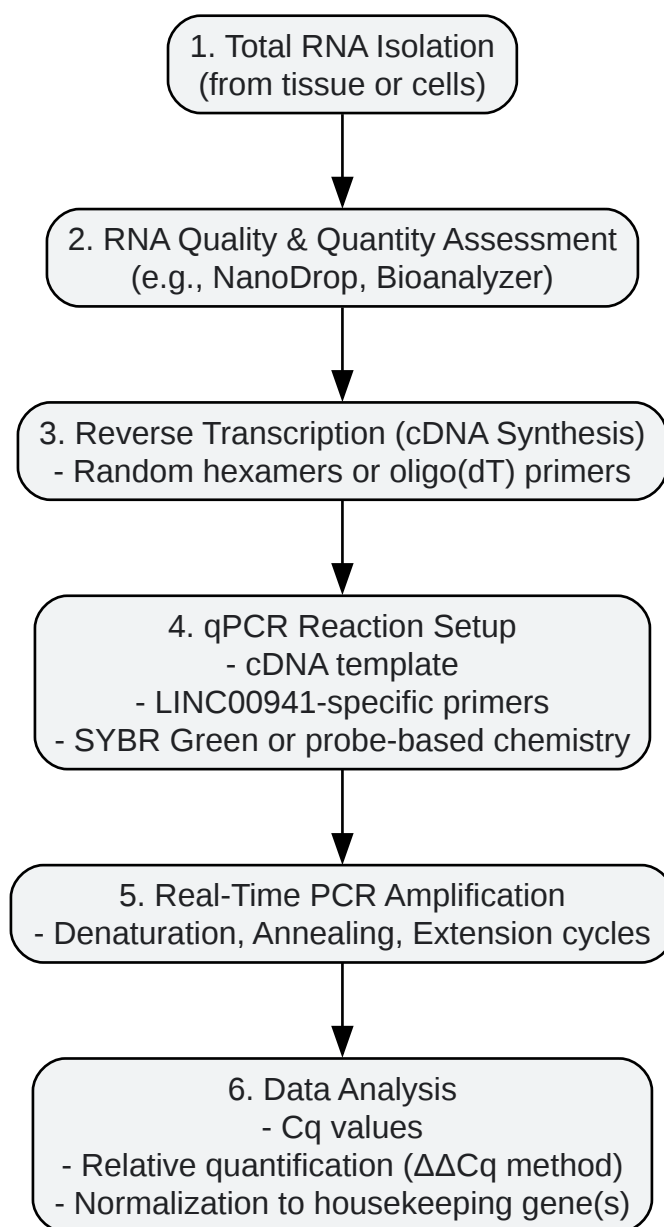 1. Total RNA Isolation
(from tissue or cells)
2. RNA Quality & Quantity Assessment
(e.g., NanoDrop, Bioanalyzer)
3. Reverse Transcription (cDNA Synthesis)
- Random hexamers or oligo(dT) primers
4. qPCR Reaction Setup
- cDNA template
- LINC00941-specific primers
- SYBR Green or probe-based chemistry
5. Real-Time PCR Amplification
- Denaturation, Annealing, Extension cycles
6. Data Analysis
- Cq values
- Relative quantification (ΔΔCq method)
- Normalization to housekeeping gene(s)